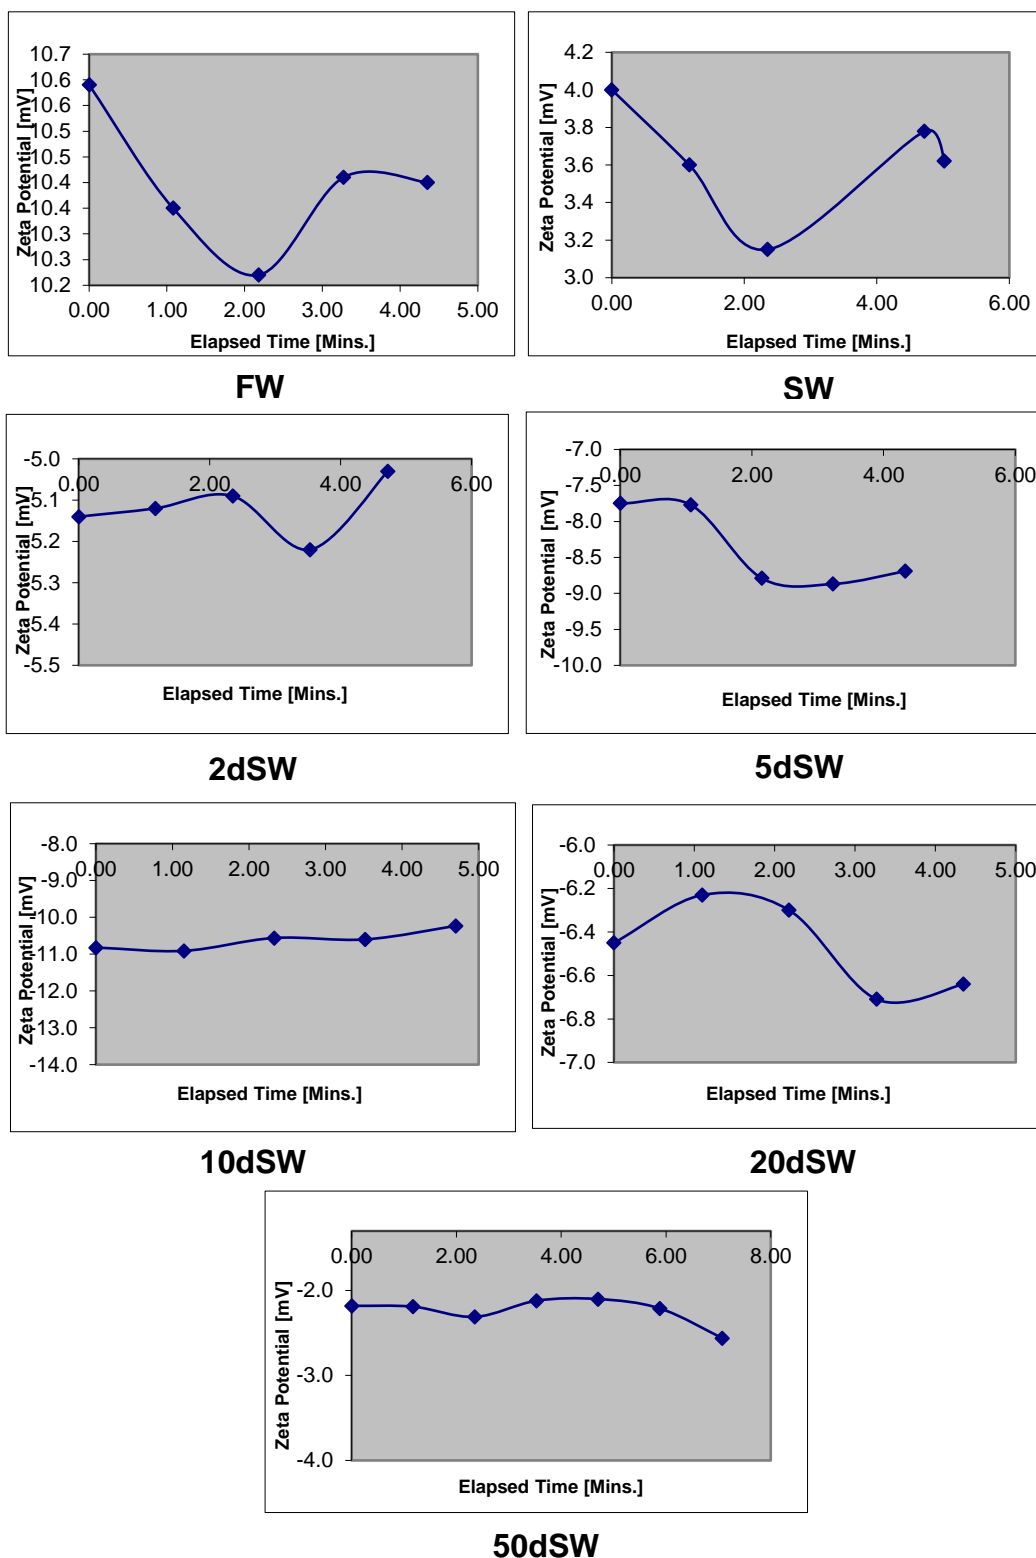 10.7
10.6
10.6
10.5
10.5
10.4
10.4
10.3
10.3
10.2
Zeta Potential [mV]
0.00 1.00 2.00 3.00 4.00 5.00
Elapsed Time [Mins.]
FW
4.2
4.0
3.8
3.6
3.4
3.2
3.0
Zeta Potential [mV]
0.00 2.00 4.00 6.00
Elapsed Time [Mins.]
SW
-5.0
-5.1
-5.2
-5.3
-5.4
-5.5
Zeta Potential [mV]
0.00 2.00 4.00 6.00
Elapsed Time [Mins.]
2dSW
-7.0
-7.5
-8.0
-8.5
-9.0
-9.5
-10.0
Zeta Potential [mV]
0.00 2.00 4.00 6.00
Elapsed Time [Mins.]
5dSW
-8.0
-9.0
-10.0
-11.0
-12.0
-13.0
-14.0
Zeta Potential [mV]
0.00 1.00 2.00 3.00 4.00 5.00
Elapsed Time [Mins.]
10dSW
-6.0
-6.2
-6.4
-6.6
-6.8
-7.0
Zeta Potential [mV]
0.00 1.00 2.00 3.00 4.00 5.00
Elapsed Time [Mins.]
20dSW
0.00 2.00 4.00 6.00 8.00
-2.0
-3.0
-4.0
Zeta Potential [mV]
Elapsed Time [Mins.]
50dSW